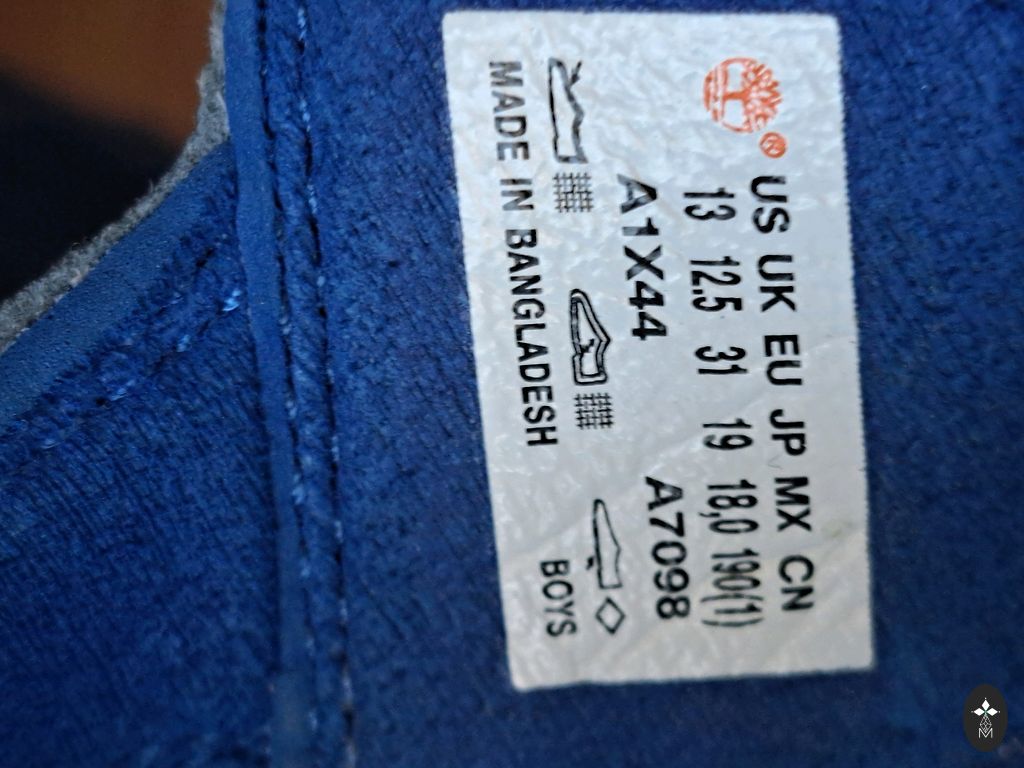 US UK EU JP MX CN
13 12.5 31 19 18,0 190(1)
A1X44 A7098
BOYS
MADE IN BANGLADESH